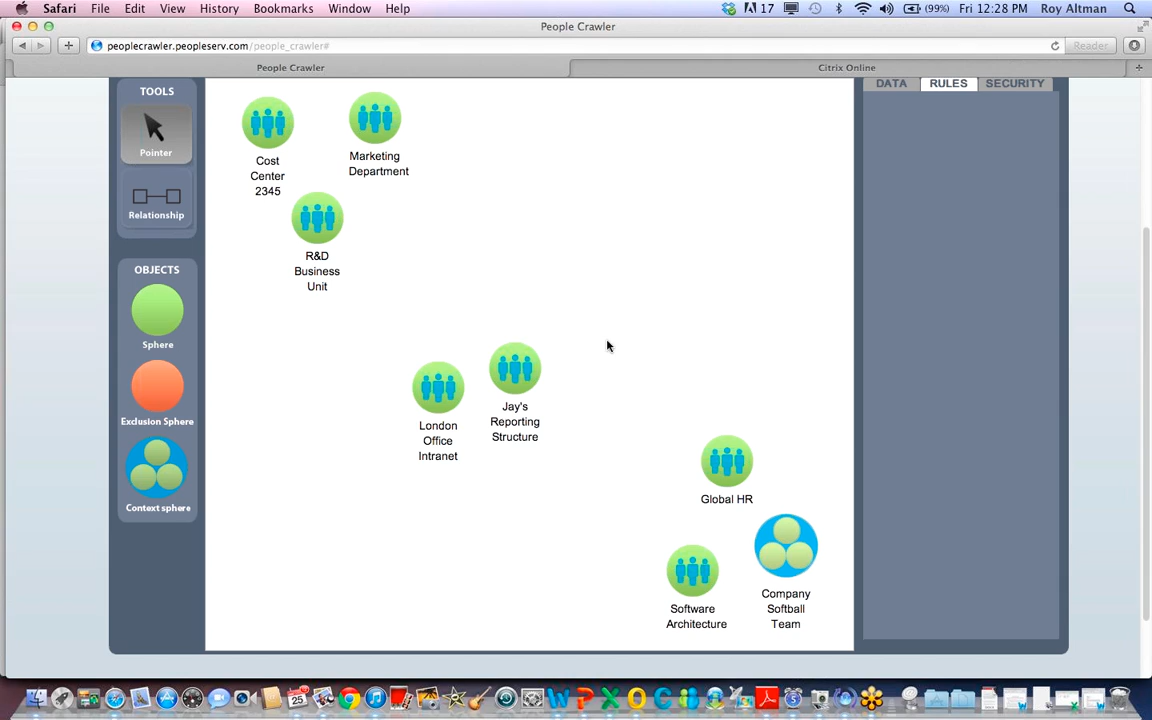 Safari File Edit View History Bookmarks Window Help 17 (99%) Fri 12:28 PM Roy Altman
People Crawler
peoplecrawler.peopleserv.com/people_crawler# Reader
People Crawler Citrix Online
TOOLS
Pointer
Relationship
OBJECTS
Sphere
Exclusion Sphere
Context sphere
Cost
Center
2345
Marketing
Department
R&D
Business
Unit
London
Office
Intranet
Jay's
Reporting
Structure
Global HR
Software
Architecture
Company
Softball
Team
DATA RULES SECURITY
25